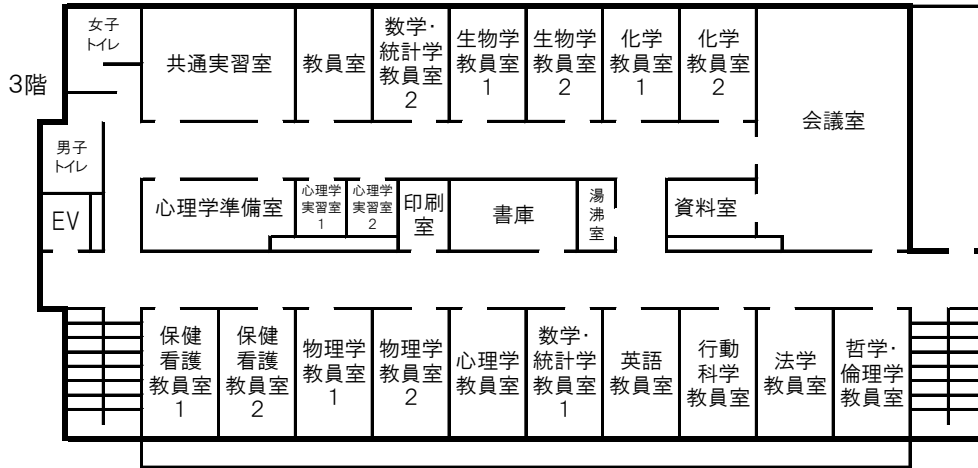 3階
女子
トイレ
共通実習室
教員室
数学・
統計学
教員室
2
生物学
教員室
1
生物学
教員室
2
化学
教員室
1
化学
教員室
2
会議室
男子
トイレ
EV
心理学準備室
心理学
実習室
1
心理学
実習室
2
印刷
室
書庫
湯
沸
室
資料室
保健
看護
教員室
1
保健
看護
教員室
2
物理学
教員室
1
物理学
教員室
2
心理学
教員室
数学・
統計学
教員室
1
英語
教員室
行動
科学
教員室
法学
教員室
哲学・
倫理学
教員室